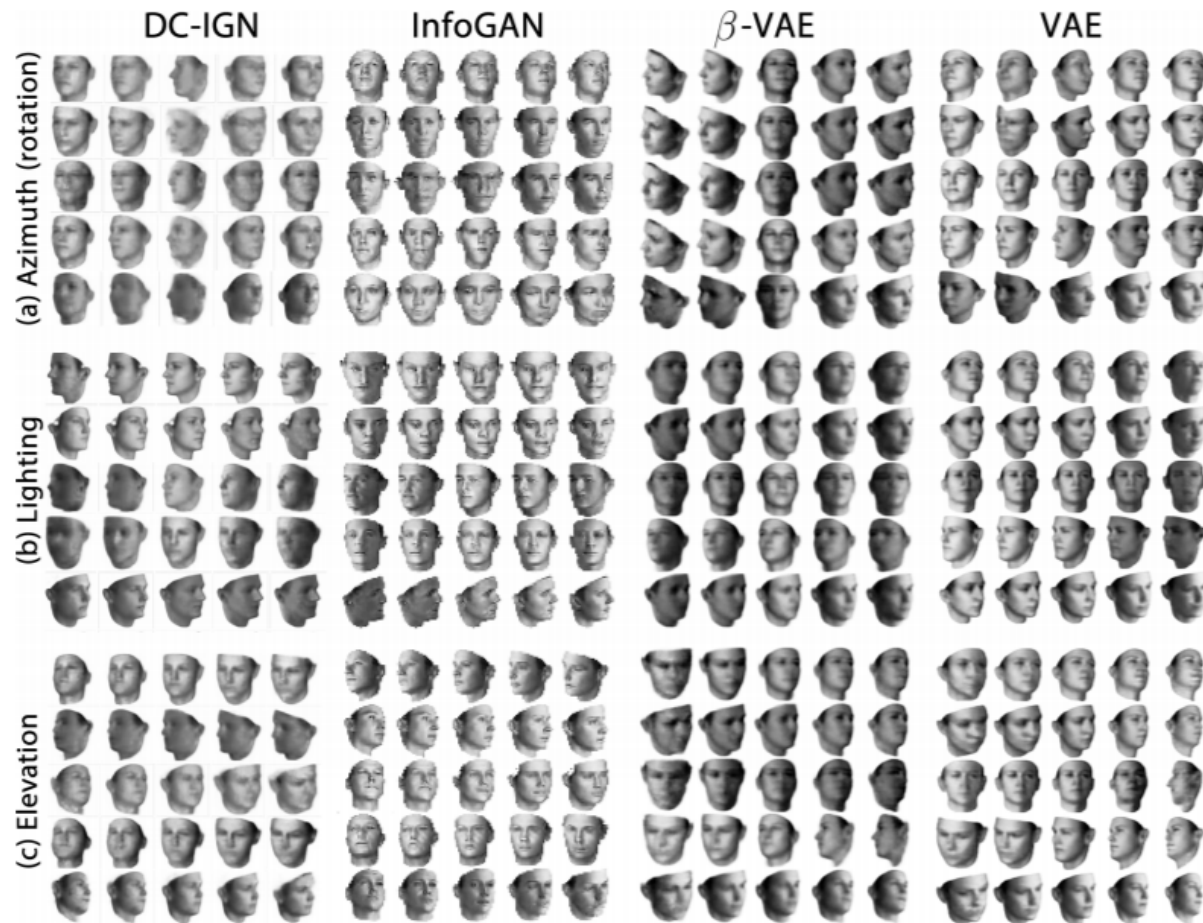 DC-IGN InfoGAN β-VAE VAE
(a) Azimuth (rotation)
(b) Lighting
(c) Elevation